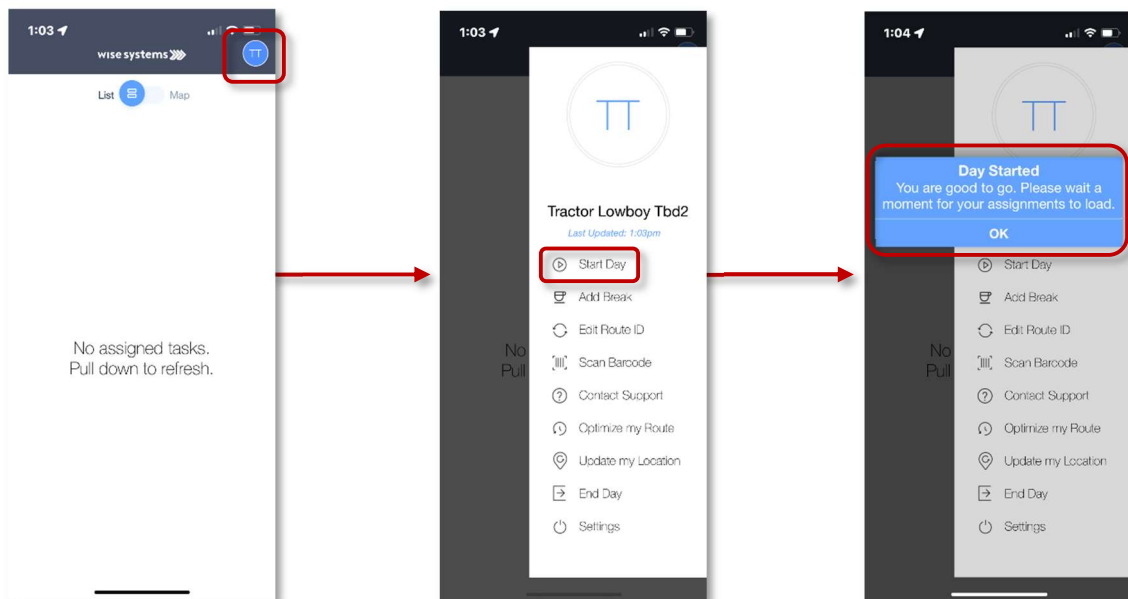 1:03
wise systems
TT
List
Map
No assigned tasks.
Pull down to refresh.
1:03
TT
Tractor Lowboy Tbd2
Last Updated: 1:03pm
Start Day
Add Break
Edit Route ID
Scan Barcode
Contact Support
Optimize my Route
Update my Location
End Day
Settings
No
Pull
1:04
TT
Day Started
You are good to go. Please wait a
moment for your assignments to load.
OK
Start Day
Add Break
Edit Route ID
Scan Barcode
Contact Support
Optimize my Route
Update my Location
End Day
Settings
No
Pull